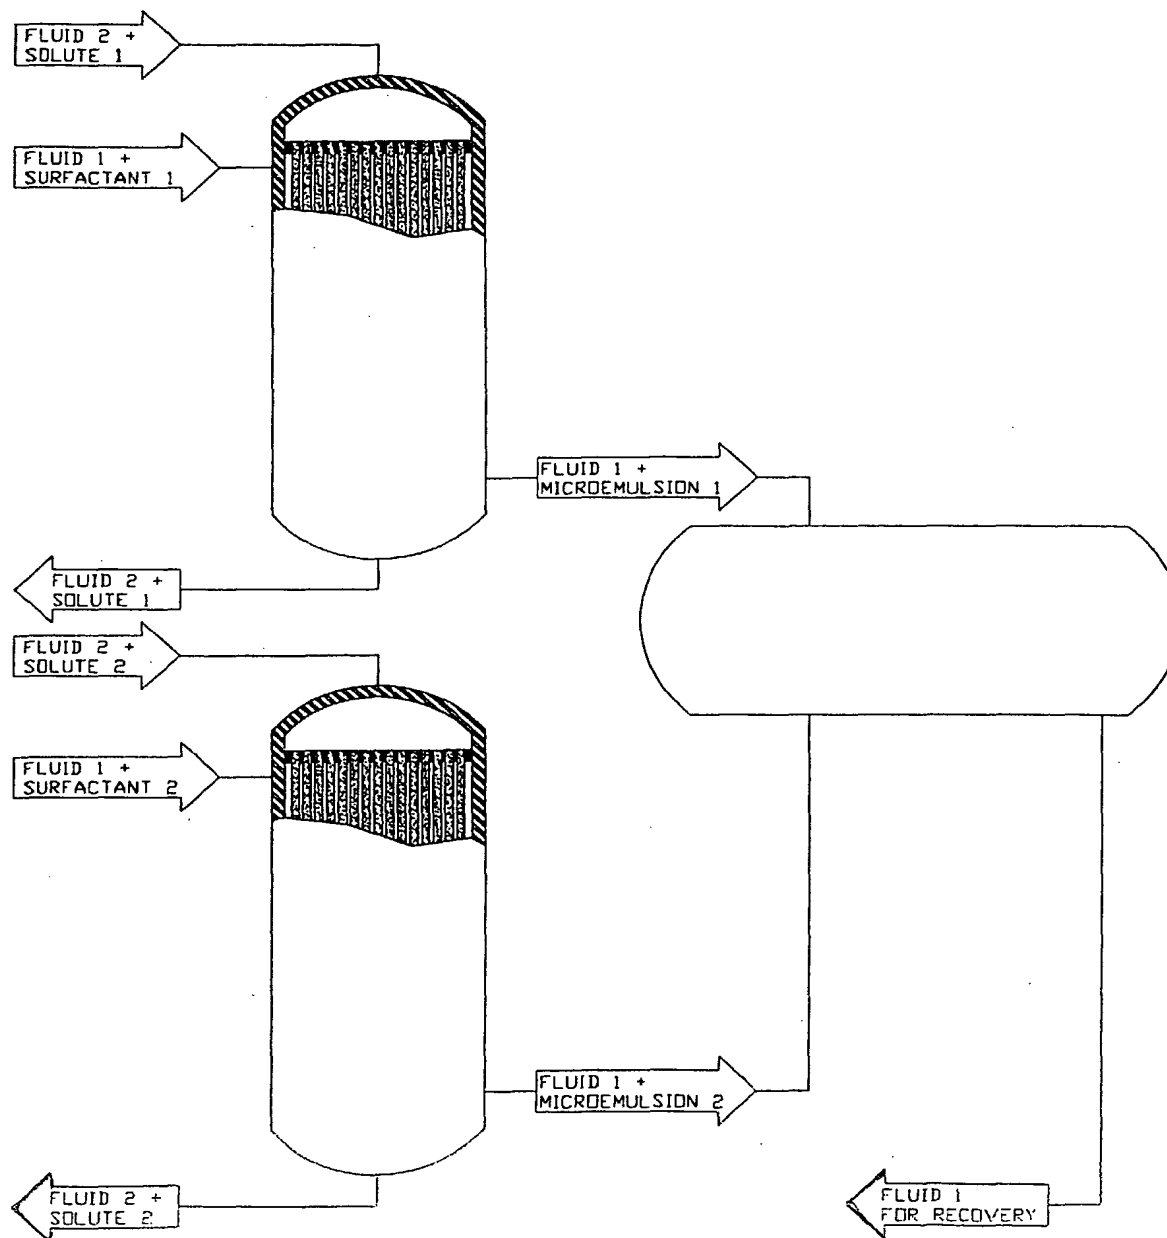 FLUID 2 +
SOLUTE 1
FLUID 1 +
SURFACTANT 1
FLUID 1 +
MICROEMULSION 1
FLUID 2 +
SOLUTE 1
FLUID 2 +
SOLUTE 2
FLUID 1 +
SURFACTANT 2
FLUID 1 +
MICROEMULSION 2
FLUID 2 +
SOLUTE 2
FLUID 1
FOR RECOVERY